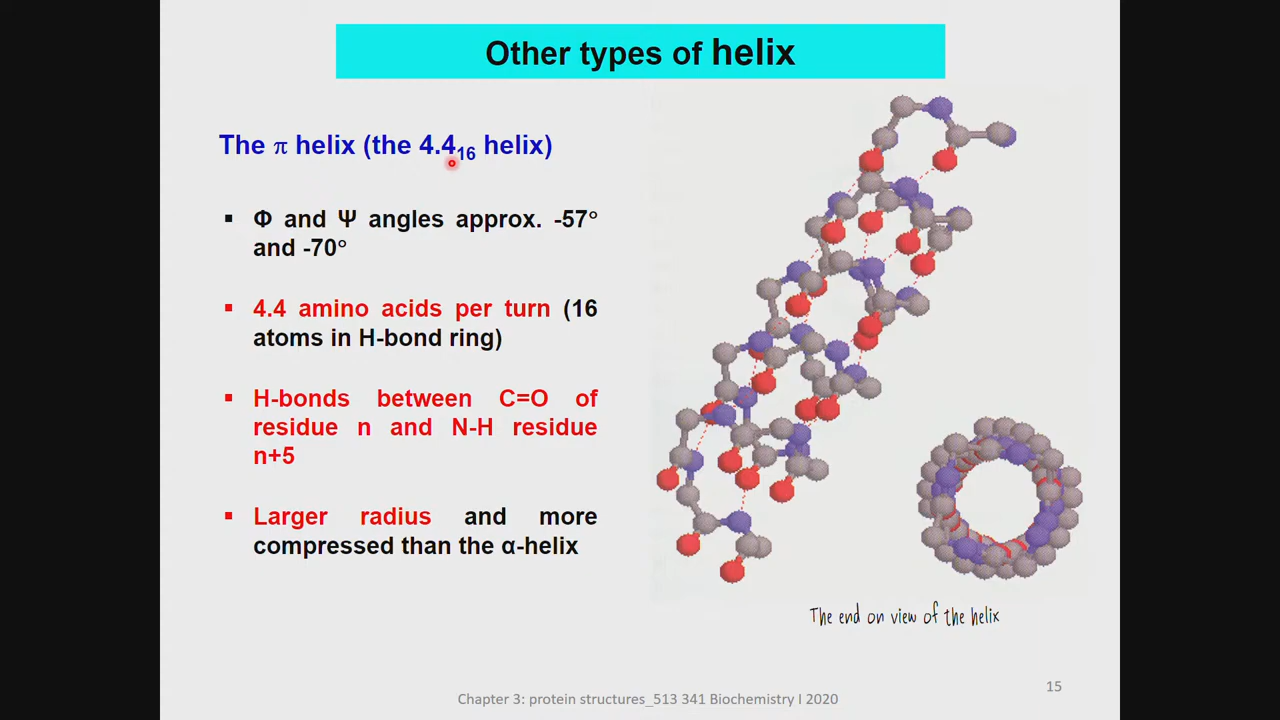 Other types of helix
The π helix (the 4.4₁₆ helix)
▪ Φ and Ψ angles approx. -57°
and -70°
▪ 4.4 amino acids per turn (16
atoms in H-bond ring)
▪ H-bonds between C=O of
residue n and N-H residue
n+5
▪ Larger radius and more
compressed than the α-helix
The end on view of the helix
15
Chapter 3: protein structures_513 341 Biochemistry I 2020